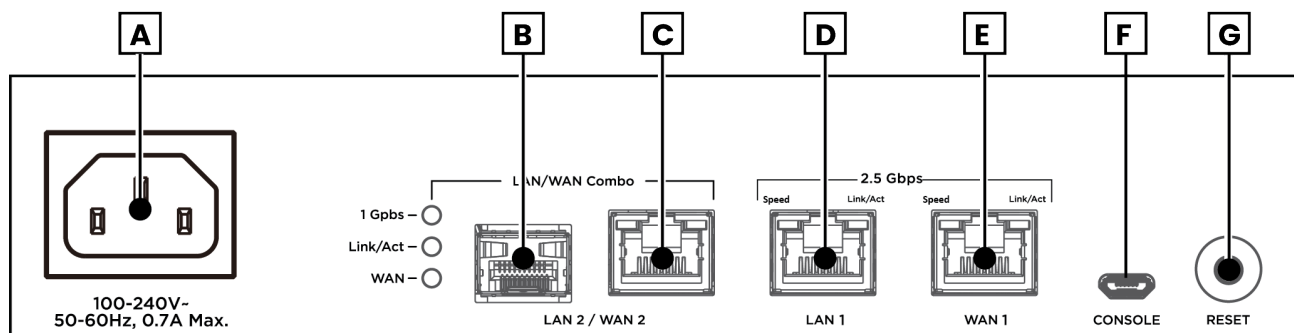 A
B
C
D
E
F
G
LAN/WAN Combo
2.5 Gbps
Speed
Link/Act
Speed
Link/Act
1 Gpbs
Link/Act
WAN
100-240V~
50-60Hz, 0.7A Max.
LAN 2 / WAN 2
LAN 1
WAN 1
CONSOLE
RESET